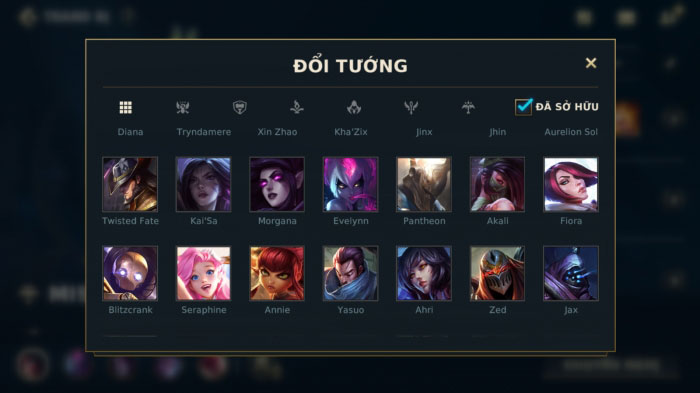 ĐỔI TƯỚNG
ĐÃ SỞ HỮU
Diana Tryndamere Xin Zhao Kha'Zix Jinx Jhin Aurelion Sol
Twisted Fate Kai'Sa Morgana Evelynn Pantheon Akali Fiora
Blitzcrank Seraphine Annie Yasuo Ahri Zed Jax